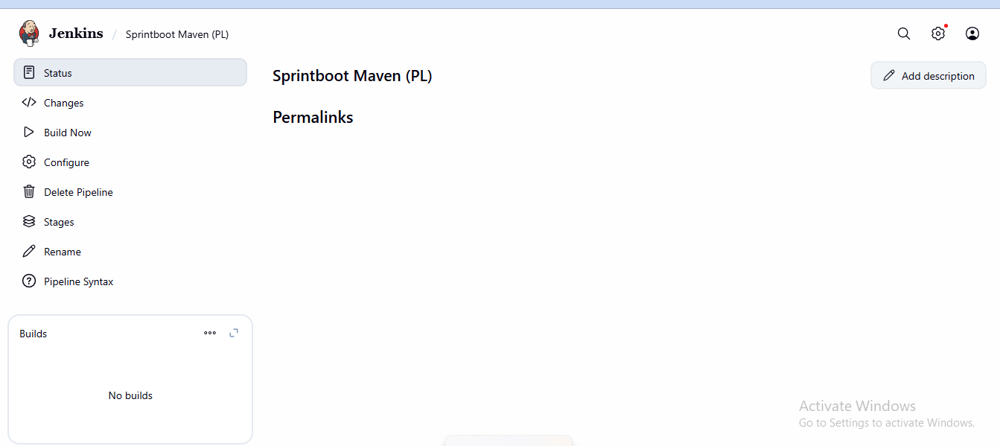 Jenkins / Sprintboot Maven (PL)
Status
Changes
Build Now
Configure
Delete Pipeline
Stages
Rename
Pipeline Syntax
Builds
No builds
Sprintboot Maven (PL)
Add description
Permalinks
Activate Windows
Go to Settings to activate Windows.